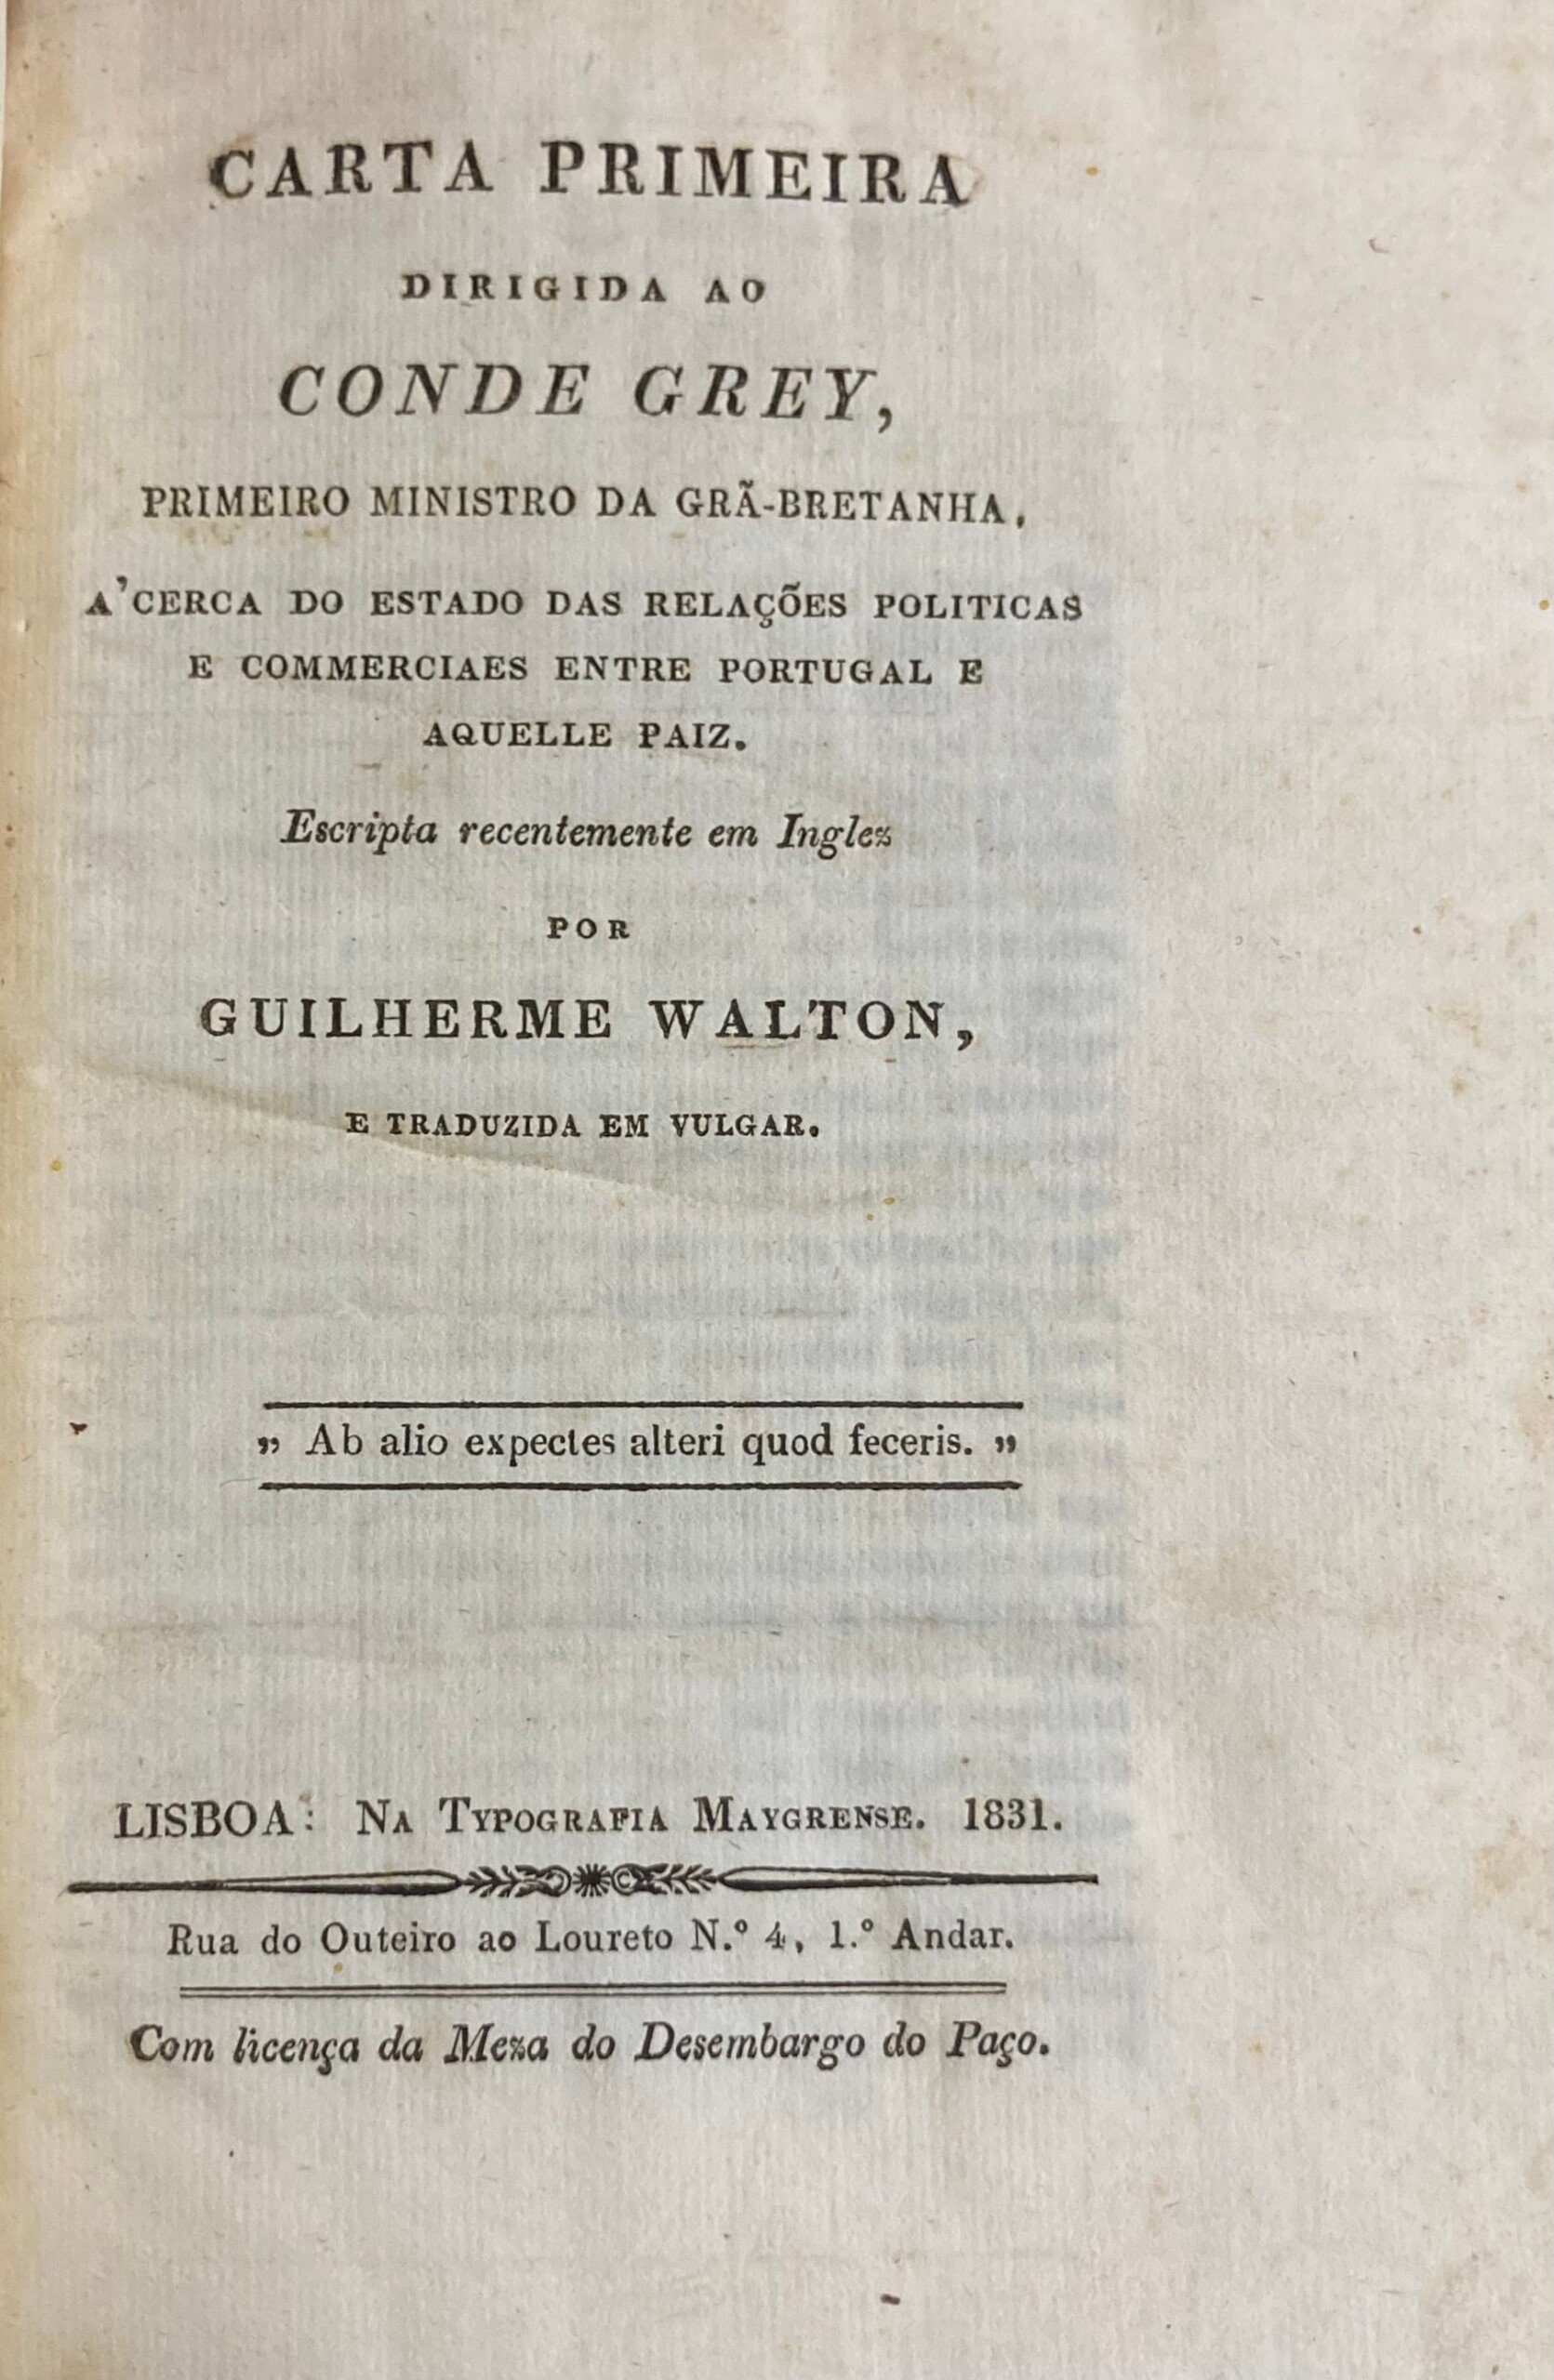 CARTA PRIMEIRA
DIRIGIDA AO
CONDE GREY,
PRIMEIRO MINISTRO DA GRÃ-BRETANHA,
A'CERCA DO ESTADO DAS RELAÇÕES POLITICAS
E COMMERCIAES ENTRE PORTUGAL E
AQUELLE PAIZ.
Escripta recentemente em Inglez
POR
GUILHERME WALTON,
E TRADUZIDA EM VULGAR.
„ Ab alio expectes alteri quod feceris. ”
LISBOA: NA TYPOGRAFIA MAYGRENSE. 1831.
Rua do Outeiro ao Loureto N.º 4, 1.º Andar.
Com licença da Meza do Desembargo do Paço.